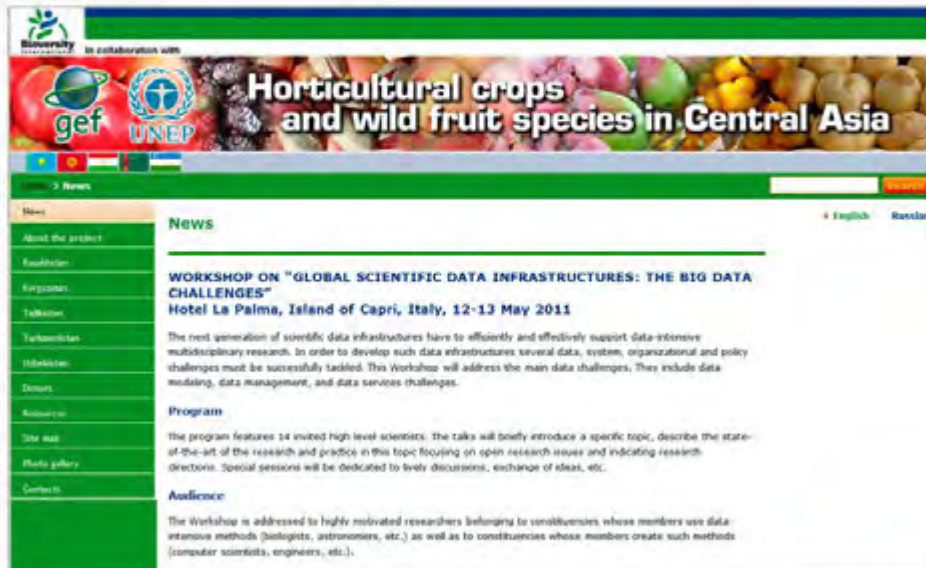 Bioversity
In collaboration with
gef
UNEP
Horticultural crops
and wild fruit species in Central Asia
> News
Search
News
About the project
Kazakhstan
Kyrgyzstan
Tajikistan
Turkmenistan
Uzbekistan
Donors
Resources
Site map
Photo gallery
Contacts
English Russian
News
WORKSHOP ON "GLOBAL SCIENTIFIC DATA INFRASTRUCTURES: THE BIG DATA
CHALLENGES"
Hotel La Palma, Island of Capri, Italy, 12-13 May 2011
The next generation of scientific data infrastructures have to efficiently and effectively support data-intensive
multidisciplinary research. In order to develop such data infrastructures several data, system, organizational and policy
challenges must be successfully tackled. This Workshop will address the main data challenges. They include data
modeling, data management, and data services challenges.
Program
The program features 14 invited high level scientists. The talks will briefly introduce a specific topic, describe the state-
of-the-art of the research and practice in this topic focusing on open research issues and indicating research
directions. Special sessions will be dedicated to lively discussions, exchange of ideas, etc.
Audience
The Workshop is addressed to highly motivated researchers belonging to constituencies whose members use data
intensive methods (biologists, astronomers, etc.) as well as to constituencies whose members create such methods
(computer scientists, engineers, etc.).